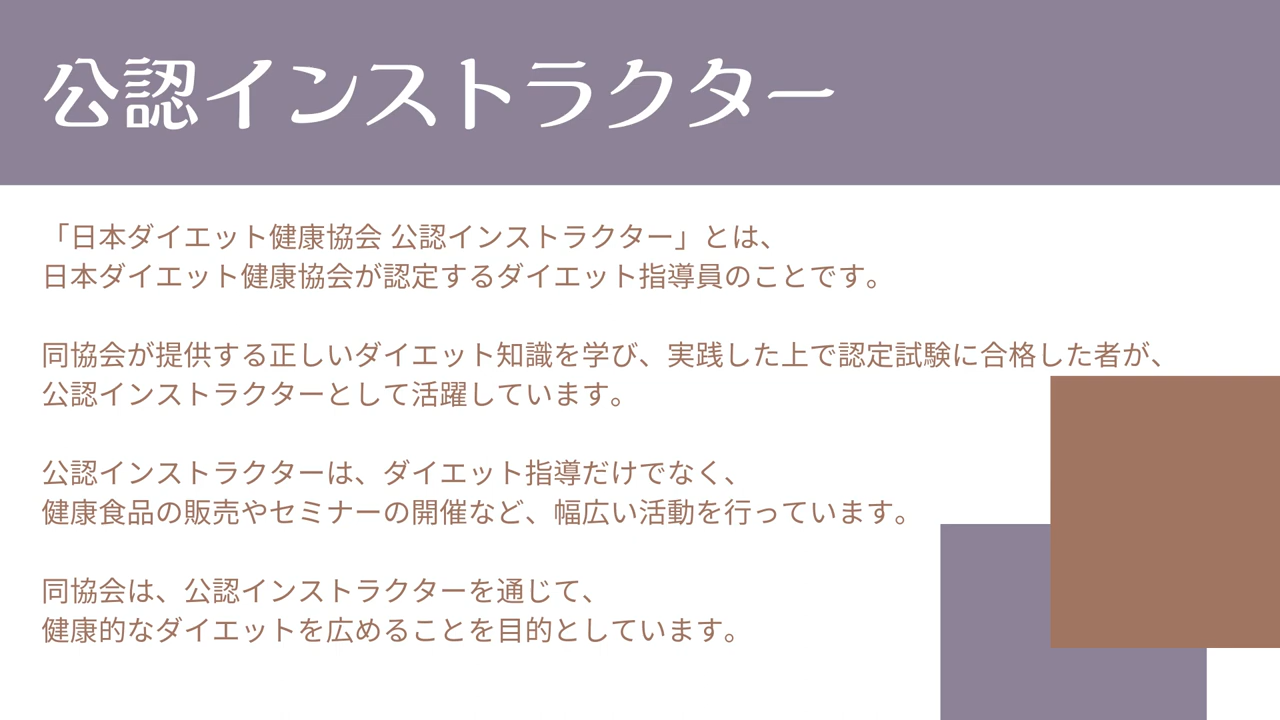 公認インストラクター
「日本ダイエット健康協会 公認インストラクター」とは、
日本ダイエット健康協会が認定するダイエット指導員のことです。
同協会が提供する正しいダイエット知識を学び、実践した上で認定試験に合格した者が、
公認インストラクターとして活躍しています。
公認インストラクターは、ダイエット指導だけでなく、
健康食品の販売やセミナーの開催など、幅広い活動を行っています。
同協会は、公認インストラクターを通じて、
健康的なダイエットを広めることを目的としています。